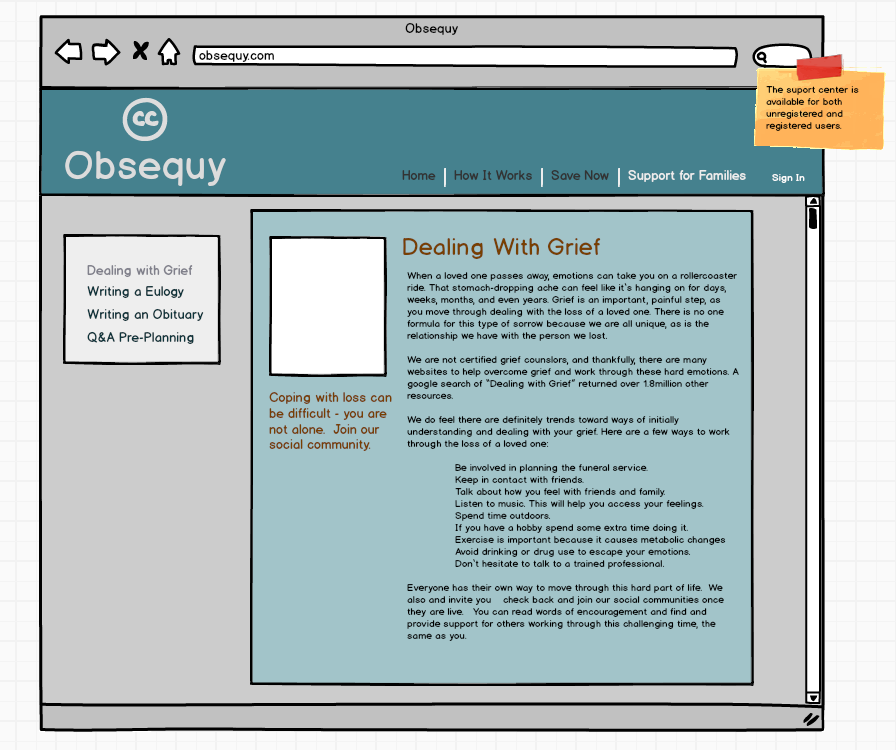 Obsequy
obsequy.com
The suport center is
available for both
unregistered and
registered users.
cc
Obsequy
Home How It Works Save Now Support for Families Sign In
Dealing with Grief
Writing a Eulogy
Writing an Obituary
Q&A Pre-Planning
Coping with loss can
be difficult - you are
not alone. Join our
social community.
Dealing With Grief
When a loved one passes away, emotions can take you on a rollercoaster
ride. That stomach-dropping ache can feel like it's hanging on for days,
weeks, months, and even years. Grief is an important, painful step, as
you move through dealing with the loss of a loved one. There is no one
formula for this type of sorrow because we are all unique, as is the
relationship we have with the person we lost.
We are not certified grief counslors, and thankfully, there are many
websites to help overcome grief and work through these hard emotions. A
google search of "Dealing with Grief" returned over 1.8million other
resources.
We do feel there are definitely trends toward ways of initially
understanding and dealing with your grief. Here are a few ways to work
through the loss of a loved one:
Be involved in planning the funeral service.
Keep in contact with friends.
Talk about how you feel with friends and family.
Listen to music. This will help you access your feelings.
Spend time outdoors.
If you have a hobby spend some extra time doing it.
Exercise is important because it causes metabolic changes
Avoid drinking or drug use to escape your emotions.
Don't hesitate to talk to a trained professional.
Everyone has their own way to move through this hard part of life. We
also and invite you check back and join our social communities once
they are live. You can read words of encouragement and find and
provide support for others working through this challenging time, the
same as you.